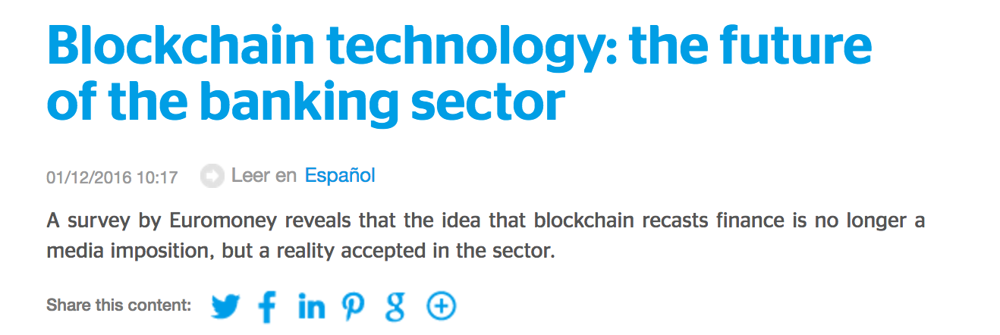 Blockchain technology: the future
of the banking sector
01/12/2016 10:17 Leer en Español
A survey by Euromoney reveals that the idea that blockchain recasts finance is no longer a
media imposition, but a reality accepted in the sector.
Share this content: